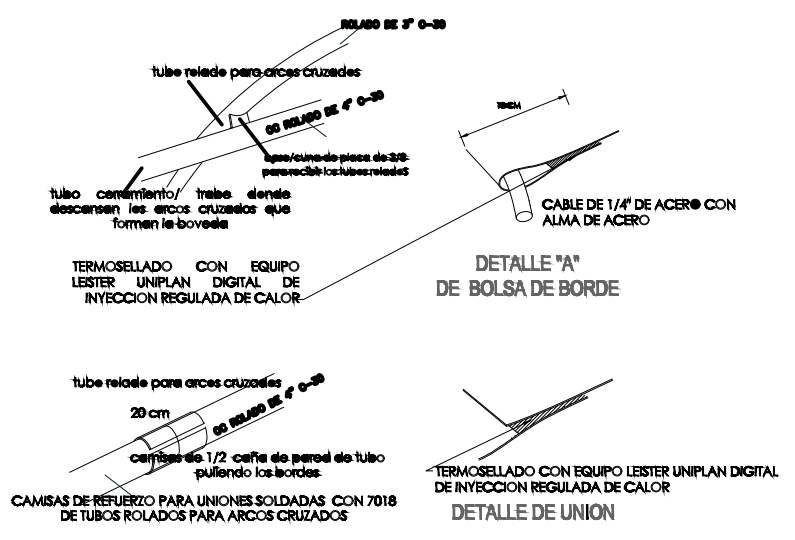 ROLADO DE 3" C-30
tubo rolado para arcos cruzados
OC ROLADO DE 4" C-30
base/cuna de placa de 3/8
para recibir los tubos rolados
tubo cerramiento/ trabe donde
descansan los arcos cruzados que
forman la boveda
TERMOSELLADO CON EQUIPO
LEISTER UNIPLAN DIGITAL DE
INYECCION REGULADA DE CALOR
CABLE DE 1/4" DE ACERO CON
ALMA DE ACERO
DETALLE "A"
DE BOLSA DE BORDE
tubo rolado para arcos cruzados
20 cm
OC ROLADO DE 4" C-30
camisas de 1/2 caña de pared de tubo
puliendo los bordes
CAMISAS DE REFUERZO PARA UNIONES SOLDADAS CON 7018
DE TUBOS ROLADOS PARA ARCOS CRUZADOS
TERMOSELLADO CON EQUIPO LEISTER UNIPLAN DIGITAL
DE INYECCION REGULADA DE CALOR
DETALLE DE UNION